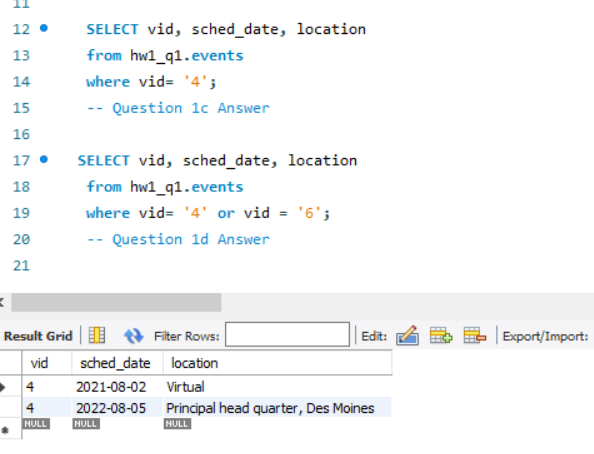 11
12 SELECT vid, sched_date, location
13 from hw1_q1.events
14 where vid= '4';
15 -- Question 1c Answer
16
17 SELECT vid, sched_date, location
18 from hw1_q1.events
19 where vid= '4' or vid = '6';
20 -- Question 1d Answer
21
Result Grid Filter Rows: Edit: Export/Import:
vid sched_date location
4 2021-08-02 Virtual
4 2022-08-05 Principal head quarter, Des Moines
NULL NULL NULL